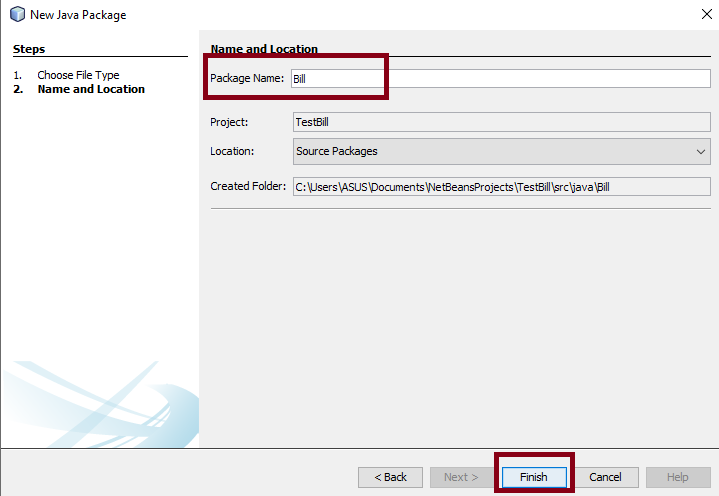 New Java Package
Steps
1. Choose File Type
2. Name and Location
Name and Location
Package Name: Bill
Project: TestBill
Location: Source Packages
Created Folder: C:\Users\ASUS\Documents\NetBeansProjects\TestBill\src\java\Bill
< Back Next > Finish Cancel Help